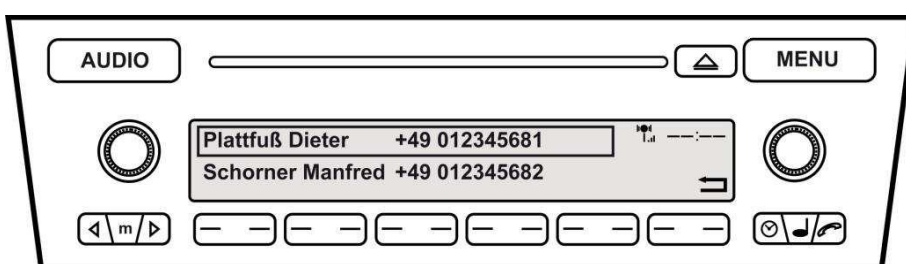 AUDIO
MENU
Plattfuß Dieter +49 012345681
--:--
Schorner Manfred +49 012345682
m